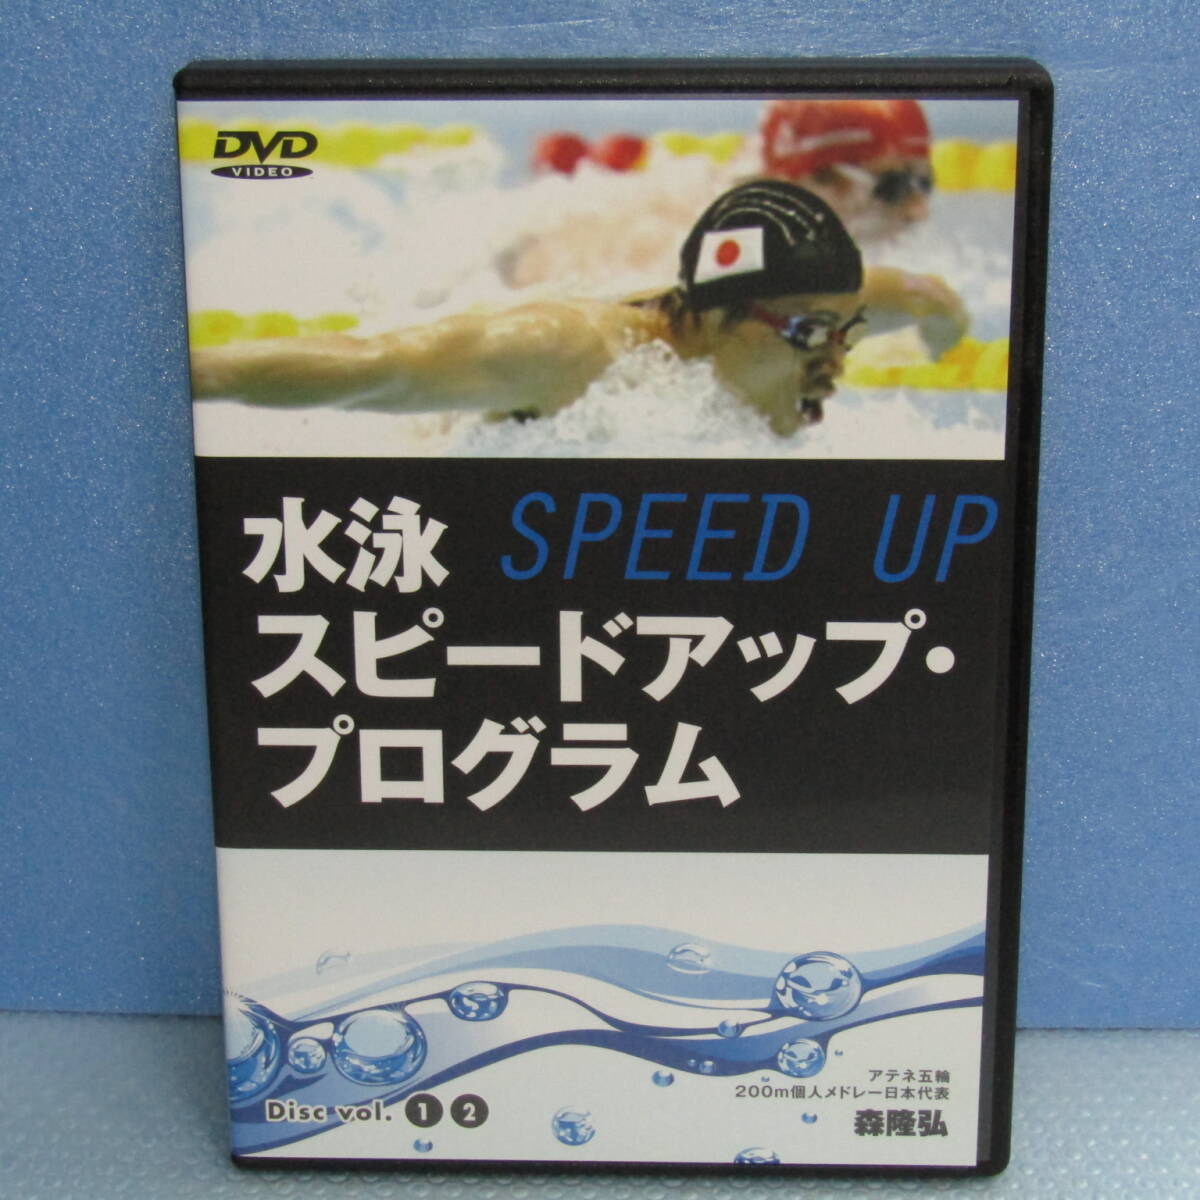 DVD
VIDEO
水泳 SPEED UP
スピードアップ・
プログラム
アテネ五輪
200m個人メドレー日本代表
森隆弘
Disc vol. 1 2